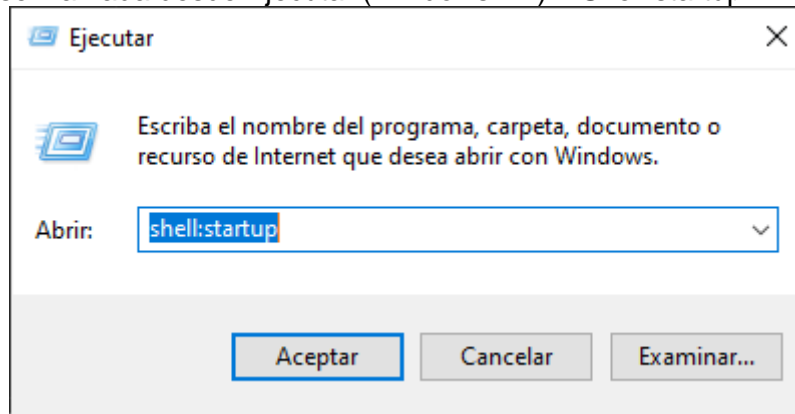 Ejecutar
Escriba el nombre del programa, carpeta, documento o
recurso de Internet que desea abrir con Windows.
Abrir:
shell:startup
Aceptar
Cancelar
Examinar...